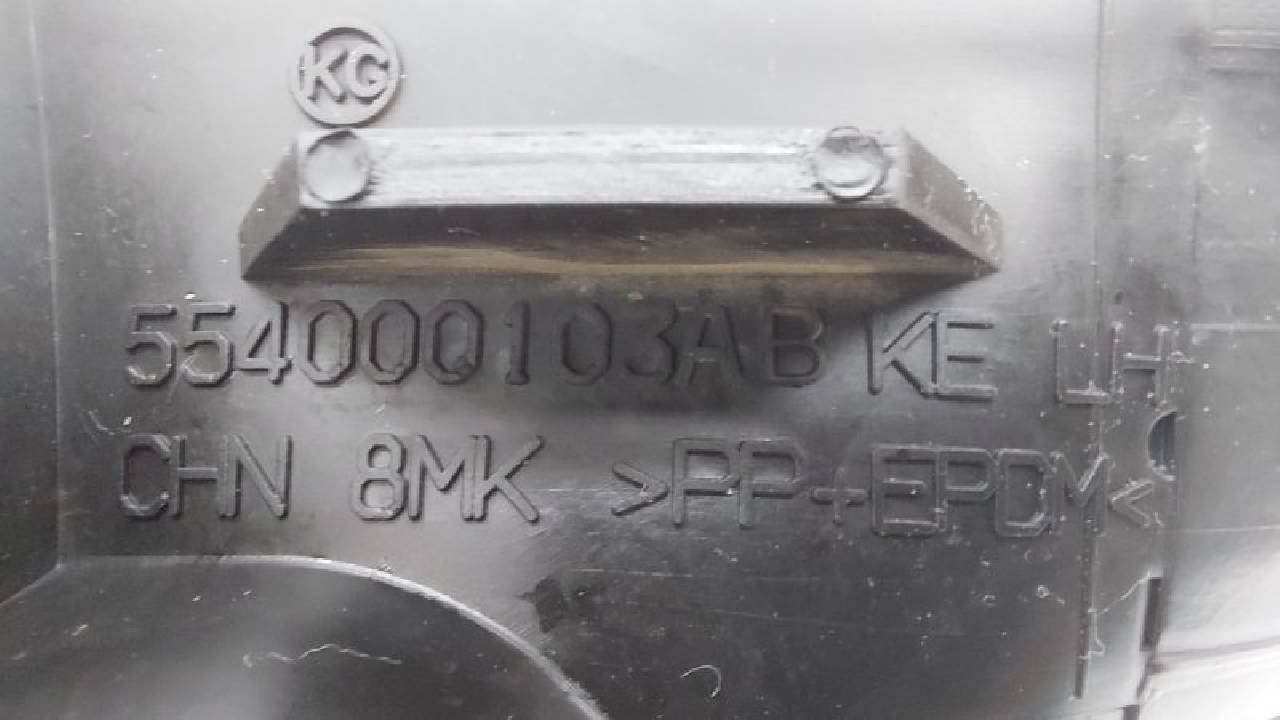 KG
554000103AB KE LH
CHN 8MK >PP+EPDM<